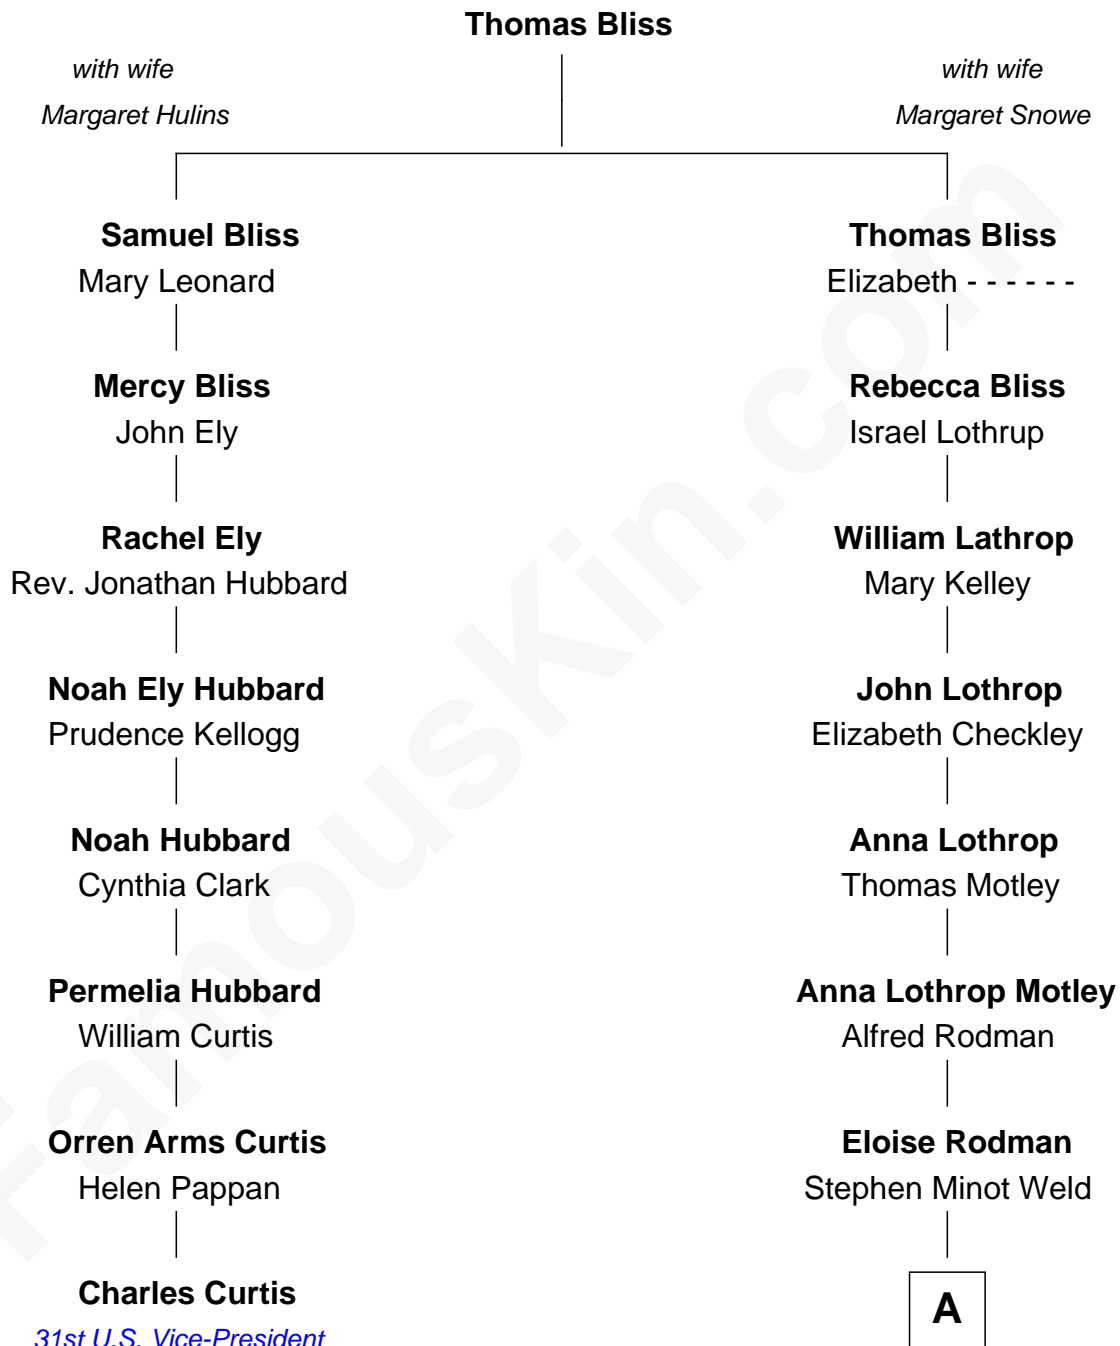 Thomas Bliss
with wife
Margaret Hulins
with wife
Margaret Snowe
Samuel Bliss
Mary Leonard
Thomas Bliss
Elizabeth - - - - - -
Mercy Bliss
John Ely
Rebecca Bliss
Israel Lothrup
Rachel Ely
Rev. Jonathan Hubbard
William Lathrop
Mary Kelley
Noah Ely Hubbard
Prudence Kellogg
John Lothrop
Elizabeth Checkley
Noah Hubbard
Cynthia Clark
Anna Lothrop
Thomas Motley
Permelia Hubbard
William Curtis
Anna Lothrop Motley
Alfred Rodman
Orren Arms Curtis
Helen Pappan
Eloise Rodman
Stephen Minot Weld
Charles Curtis
31st U.S. Vice-President
A
FamousKin.com